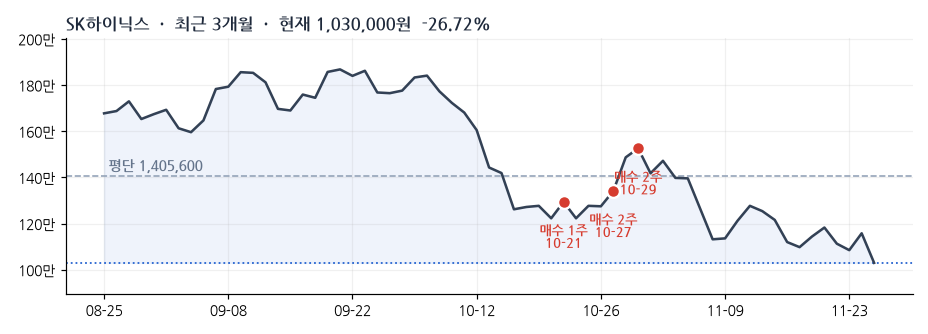 SK하이닉스 · 최근 3개월 · 현재 1,030,000원 -26.72%
200만
180만
160만
140만
120만
100만
평단 1,405,600
매수 1주
10-21
매수 2주
10-27
매수 2주
10-29
08-25
09-08
09-22
10-12
10-26
11-09
11-23